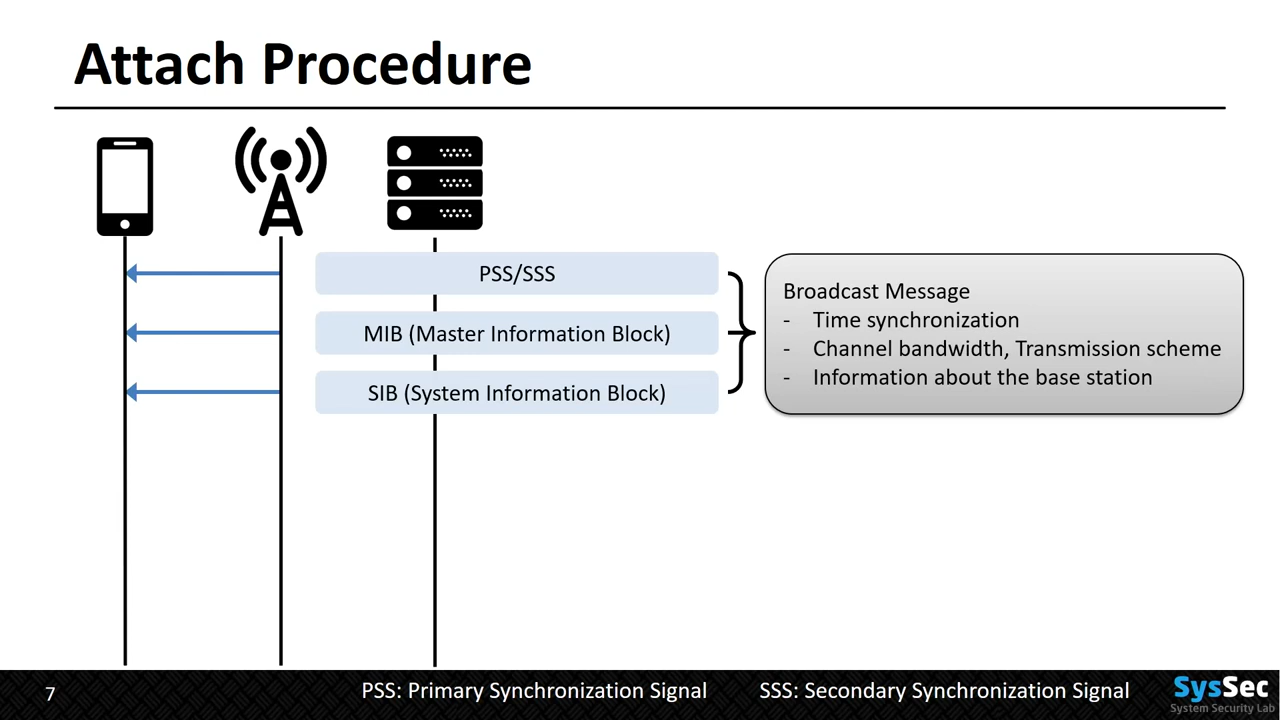 Attach Procedure
PSS/SSS
MIB (Master Information Block)
SIB (System Information Block)
Broadcast Message
- Time synchronization
- Channel bandwidth, Transmission scheme
- Information about the base station
7
PSS: Primary Synchronization Signal
SSS: Secondary Synchronization Signal
SysSec
System Security Lab